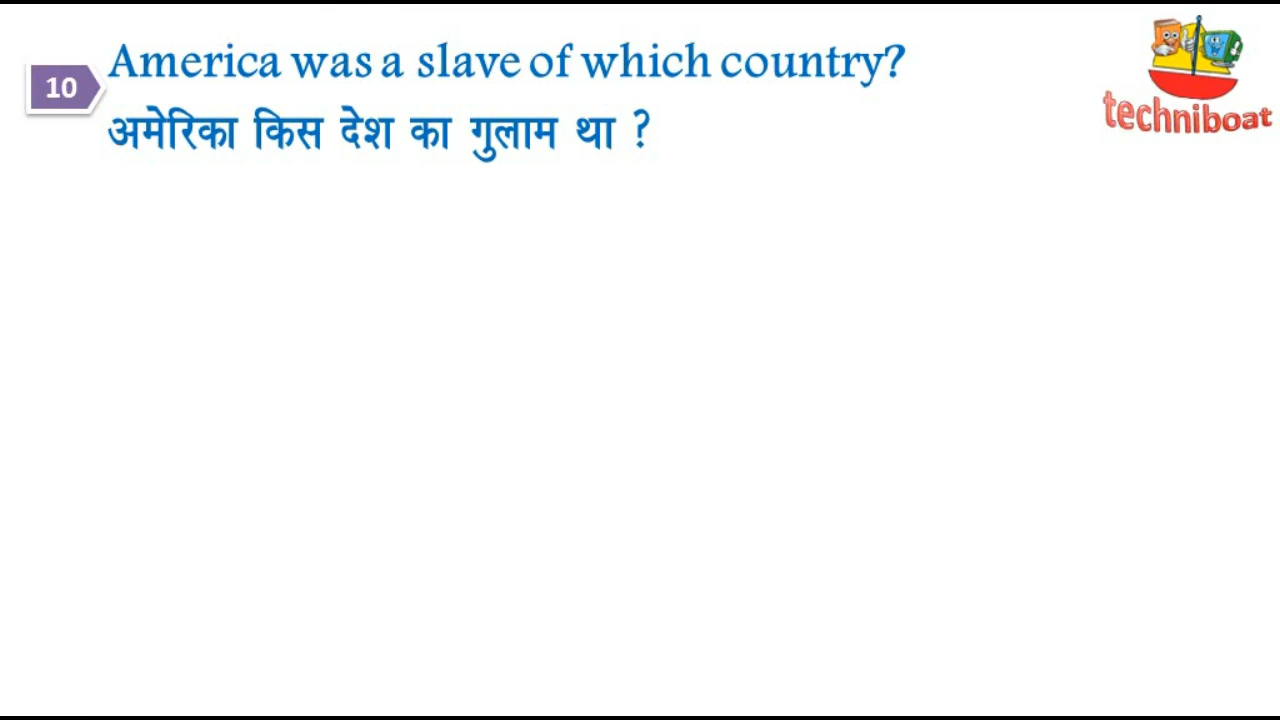 10
America was a slave of which country?
अमेरिका किस देश का गुलाम था ?
techniboat